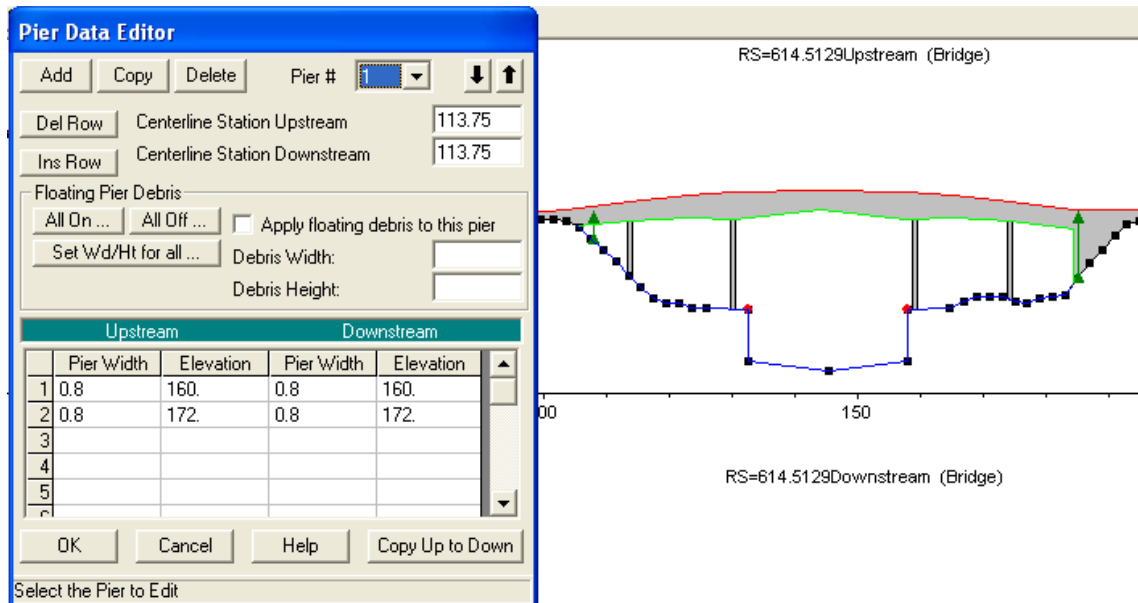 Pier Data Editor
Add Copy Delete Pier # 1
Del Row Centerline Station Upstream 113.75
Ins Row Centerline Station Downstream 113.75
Floating Pier Debris
All On ... All Off ... Apply floating debris to this pier
Set Wd/Ht for all ... Debris Width:
Debris Height:
Upstream Downstream
Pier Width Elevation Pier Width Elevation
1 0.8 160. 0.8 160.
2 0.8 172. 0.8 172.
3
4
5
OK Cancel Help Copy Up to Down
Select the Pier to Edit
RS=614.5129Upstream (Bridge)
00 150
RS=614.5129Downstream (Bridge)